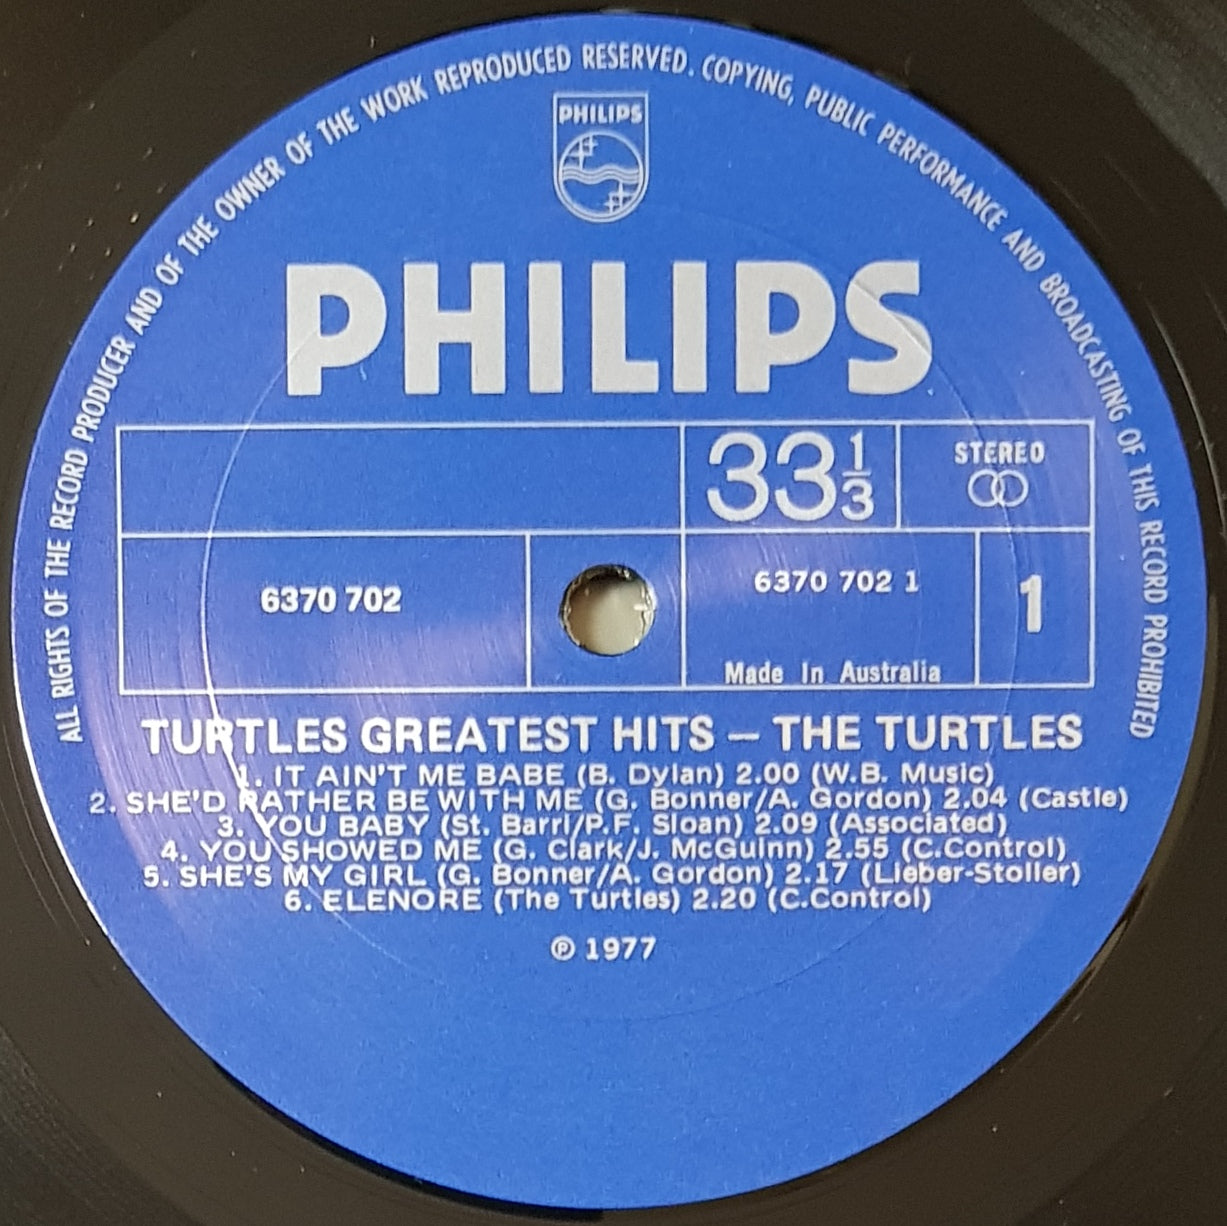 ALL RIGHTS OF THE RECORD PRODUCER AND OF THE OWNER OF THE WORK REPRODUCED RESERVED. COPYING, PUBLIC PERFORMANCE AND BROADCASTING OF THIS RECORD PROHIBITED
PHILIPS
PHILIPS
33 1/3
STEREO
6370 702
6370 702 1
1
Made In Australia
TURTLES GREATEST HITS – THE TURTLES
1. IT AIN'T ME BABE (B. Dylan) 2.00 (W.B. Music)
2. SHE'D RATHER BE WITH ME (G. Bonner/A. Gordon) 2.04 (Castle)
3. YOU BABY (St. Barri/P.F. Sloan) 2.09 (Associated)
4. YOU SHOWED ME (G. Clark/J. McGuinn) 2.55 (C.Control)
5. SHE'S MY GIRL (G. Bonner/A. Gordon) 2.17 (Lieber-Stoller)
6. ELENORE (The Turtles) 2.20 (C.Control)
℗ 1977